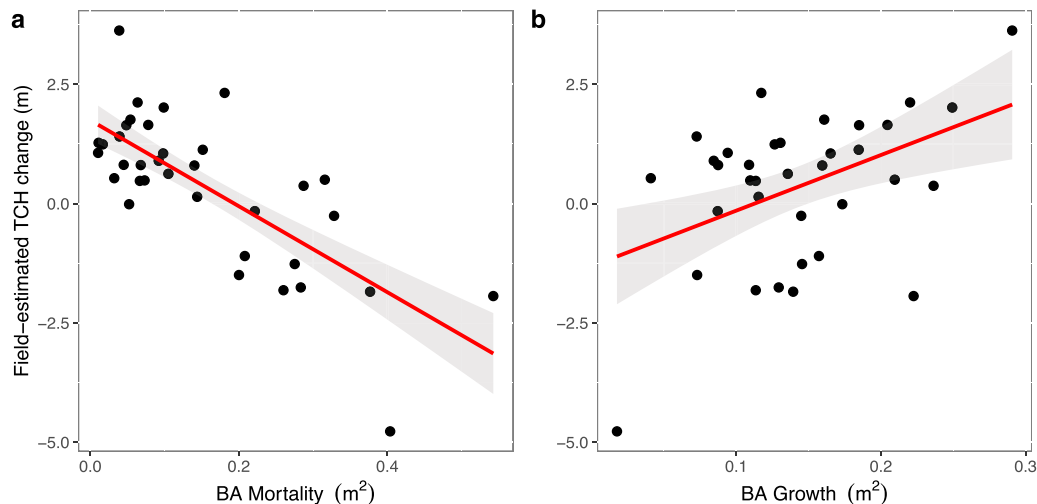 a
b
Field−estimated TCH change (m)
2.5
0.0
−2.5
−5.0
0.0
0.2
0.4
BA Mortality (m²)
2.5
0.0
−2.5
−5.0
0.1
0.2
0.3
BA Growth (m²)